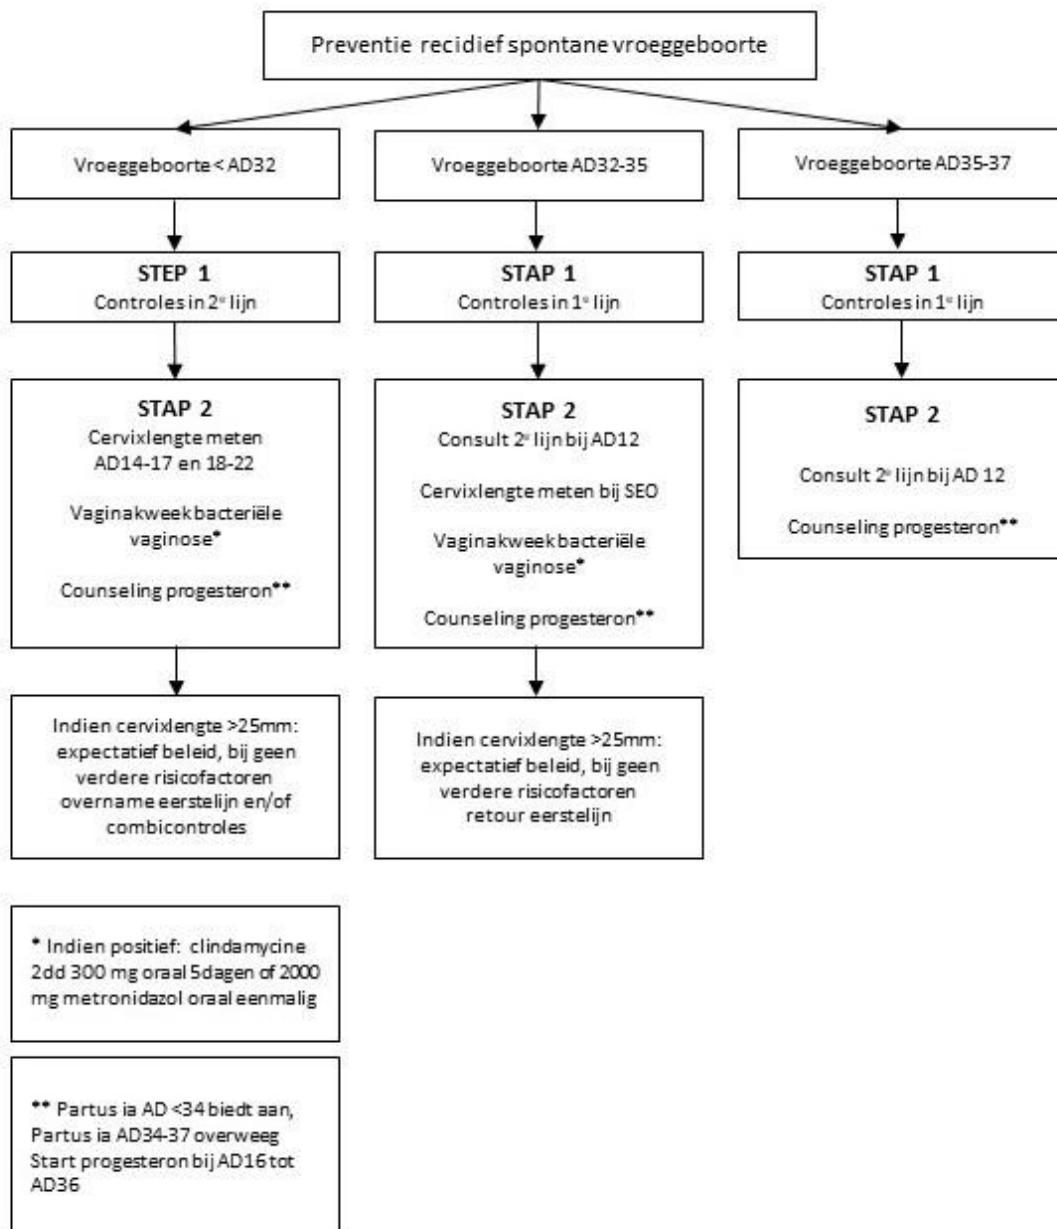 Preventie recidief spontane vroeggeboorte
Vroeggeboorte < AD32
Vroeggeboorte AD32-35
Vroeggeboorte AD35-37
STEP 1
Controles in 2e lijn
STAP 1
Controles in 1e lijn
STAP 1
Controles in 1e lijn
STAP 2
Cervixlengte meten
AD14-17 en 18-22
Vaginakweek bacteriële
vaginose*
Counseling progesteron**
STAP 2
Consult 2e lijn bij AD12
Cervixlengte meten bij SEO
Vaginakweek bacteriële
vaginose*
Counseling progesteron**
STAP 2
Consult 2e lijn bij AD 12
Counseling progesteron**
Indien cervixlengte >25mm:
expectatief beleid, bij geen
verdere risicofactoren
overname eerstelijn en/of
combicontroles
Indien cervixlengte >25mm:
expectatief beleid, bij geen
verdere risicofactoren
retour eerstelijn
* Indien positief: clindamycine
2dd 300 mg oraal 5dagen of 2000
mg metronidazol oraal eenmalig
** Partus ia AD <34 biedt aan,
Partus ia AD34-37 overweeg
Start progesteron bij AD16 tot
AD36